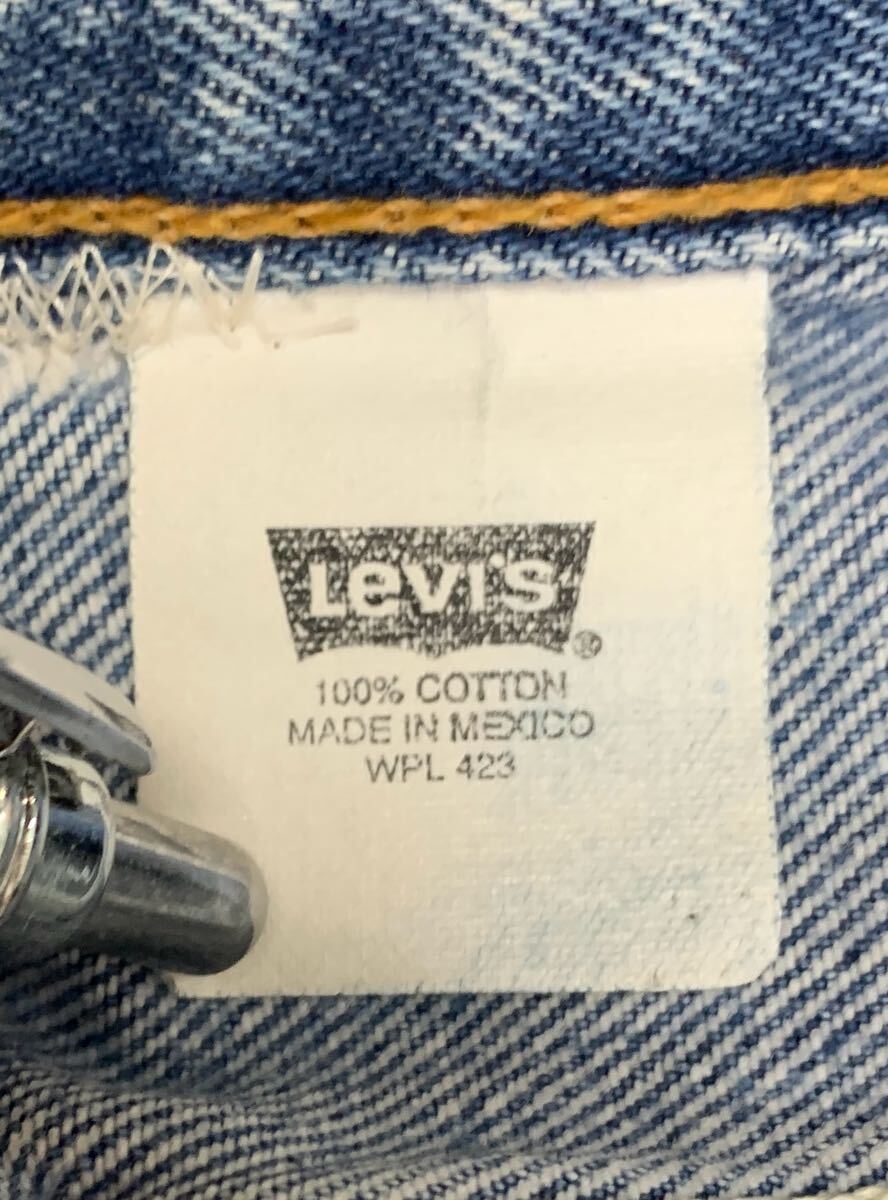 Levi's®
100% COTTON
MADE IN MEXICO
WPL 423